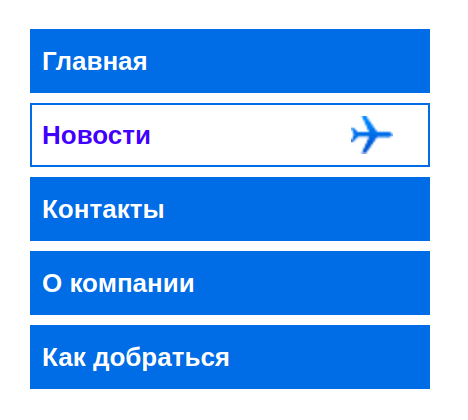 Главная
Новости
Контакты
О компании
Как добраться